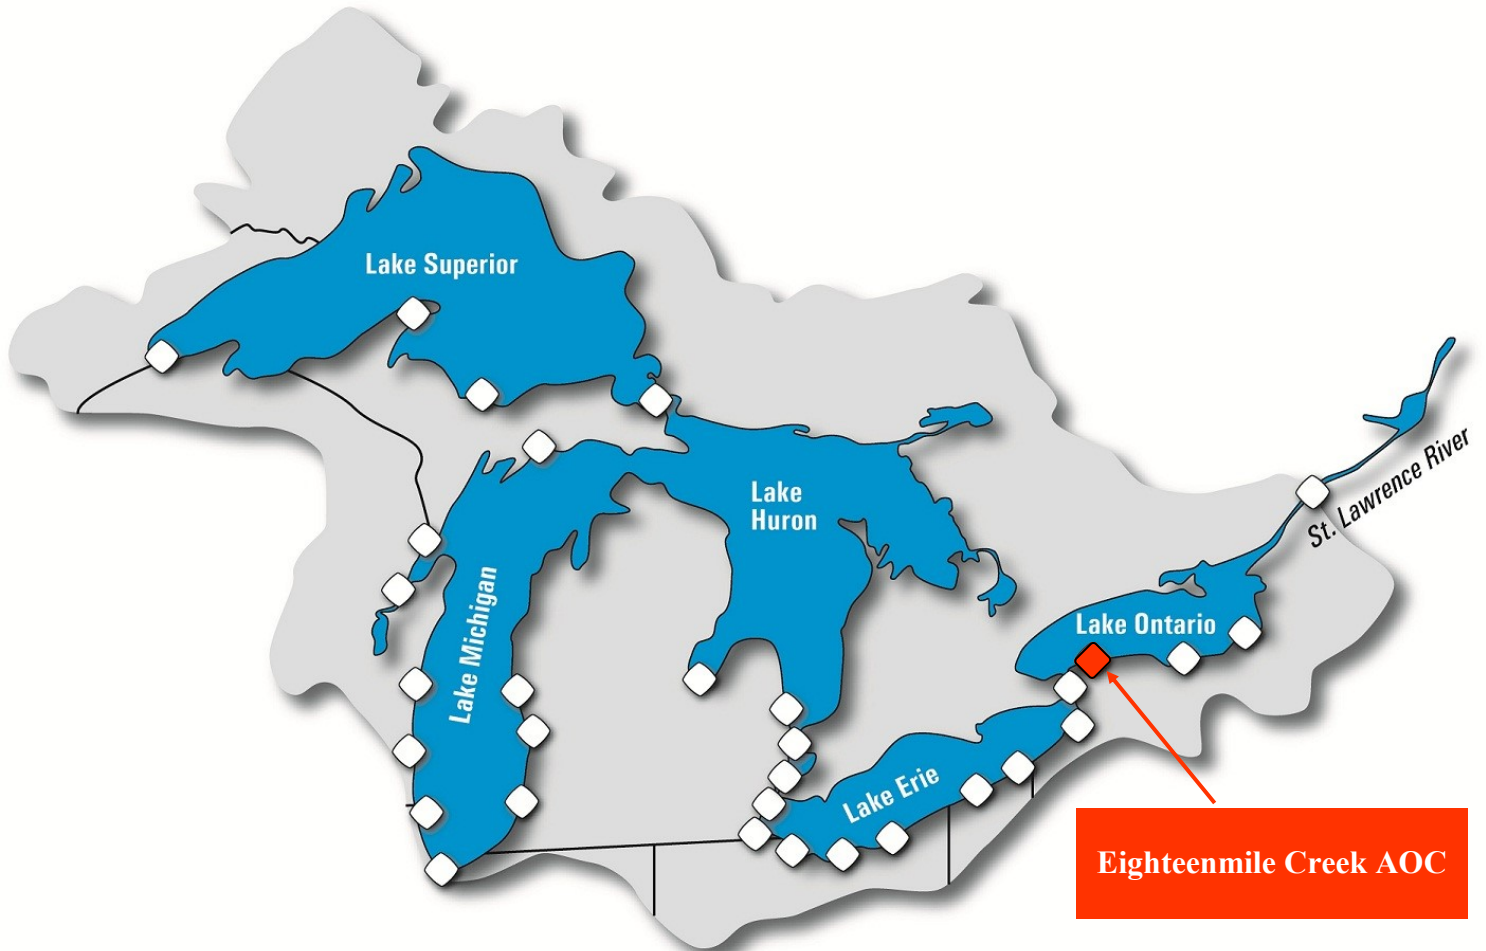 Lake Superior
Lake
Huron
St. Lawrence River
Lake Michigan
Lake Ontario
Lake Erie
Eighteenmile Creek AOC